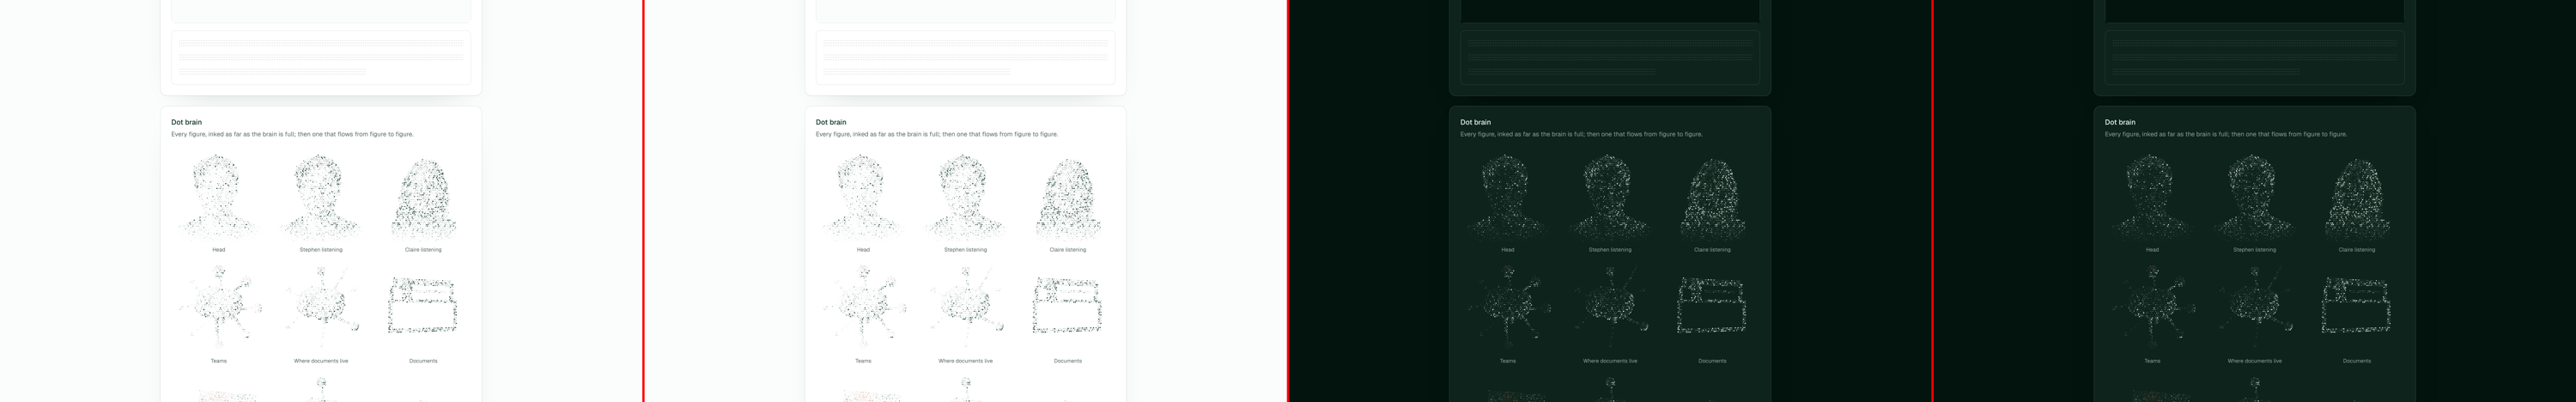 Dot brain
Every figure, inked as far as the brain is full; then one that flows from figure to figure.
Head
Stephen listening
Claire listening
Teams
Where documents live
Documents
Dot brain
Every figure, inked as far as the brain is full; then one that flows from figure to figure.
Head
Stephen listening
Claire listening
Teams
Where documents live
Documents
Dot brain
Every figure, inked as far as the brain is full; then one that flows from figure to figure.
Head
Stephen listening
Claire listening
Teams
Where documents live
Documents
Dot brain
Every figure, inked as far as the brain is full; then one that flows from figure to figure.
Head
Stephen listening
Claire listening
Teams
Where documents live
Documents